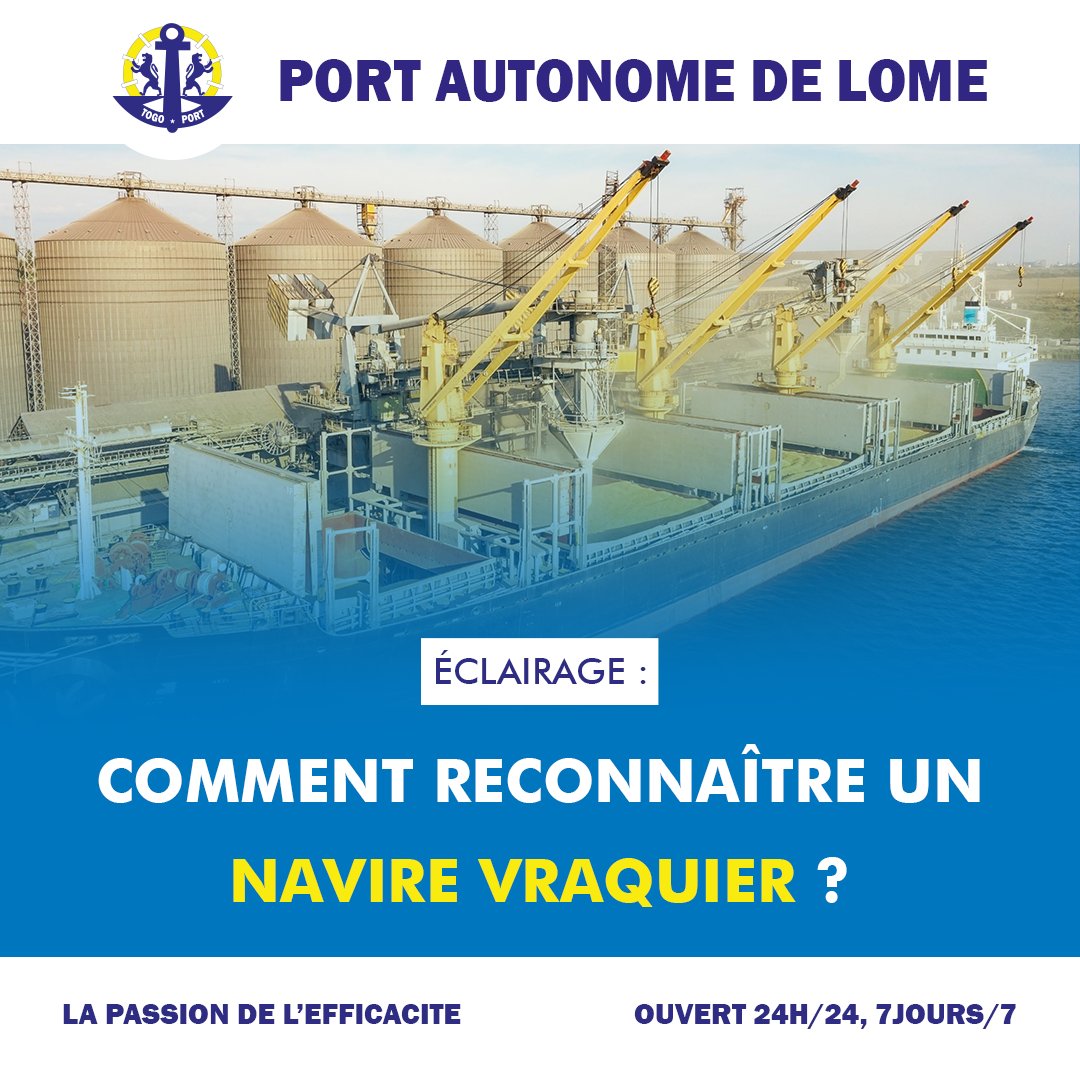 TOGO ★ PORT
PORT AUTONOME DE LOME
ÉCLAIRAGE :
COMMENT RECONNAÎTRE UN
NAVIRE VRAQUIER ?
LA PASSION DE L’EFFICACITE
OUVERT 24H/24, 7JOURS/7